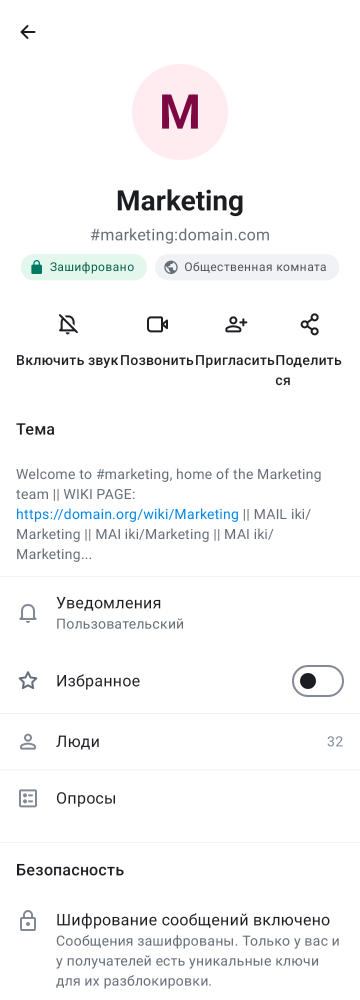 M
Marketing
#marketing:domain.com
Зашифровано
Общественная комната
Включить звук
Позвонить
Пригласить
Поделить
ся
Тема
Welcome to #marketing, home of the Marketing
team || WIKI PAGE:
https://domain.org/wiki/Marketing || MAIL iki/
Marketing || MAI iki/Marketing || MAI iki/
Marketing...
Уведомления
Пользовательский
Избранное
Люди
32
Опросы
Безопасность
Шифрование сообщений включено
Сообщения зашифрованы. Только у вас и
у получателей есть уникальные ключи
для их разблокировки.